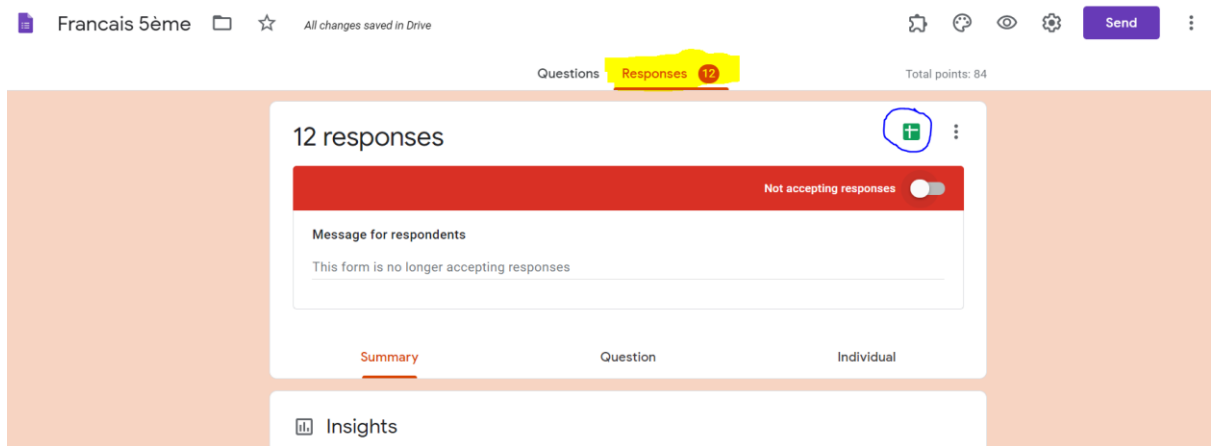 Francais 5ème All changes saved in Drive Send
Questions Responses 12 Total points: 84
12 responses
Not accepting responses
Message for respondents
This form is no longer accepting responses
Summary Question Individual
Insights